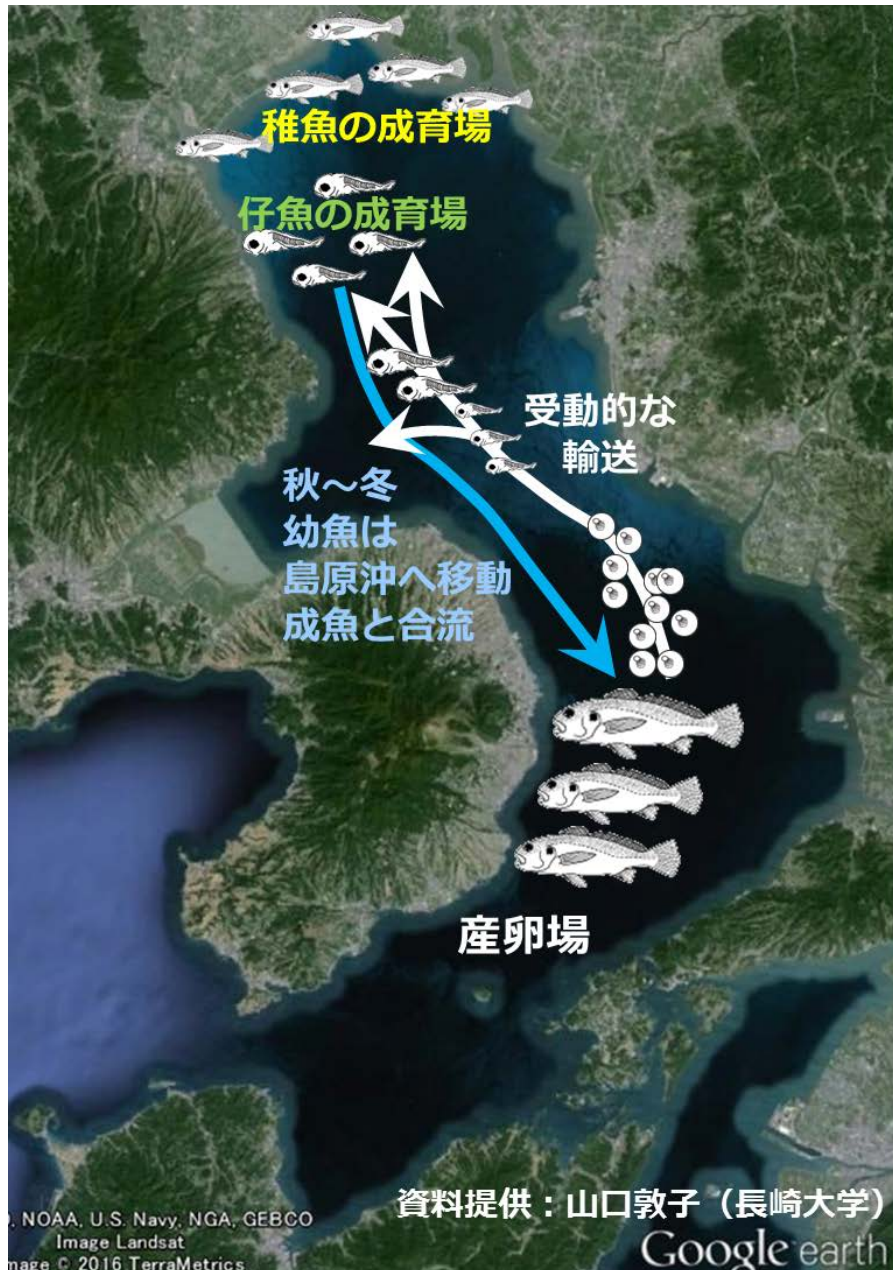 稚魚の成育場
仔魚の成育場
受動的な
輸送
秋~冬
幼魚は
島原沖へ移動
成魚と合流
産卵場
資料提供:山口敦子(長崎大学)
, NOAA, U.S. Navy, NGA, GEBCO
Image Landsat
mage © 2016 TerraMetrics
Google earth